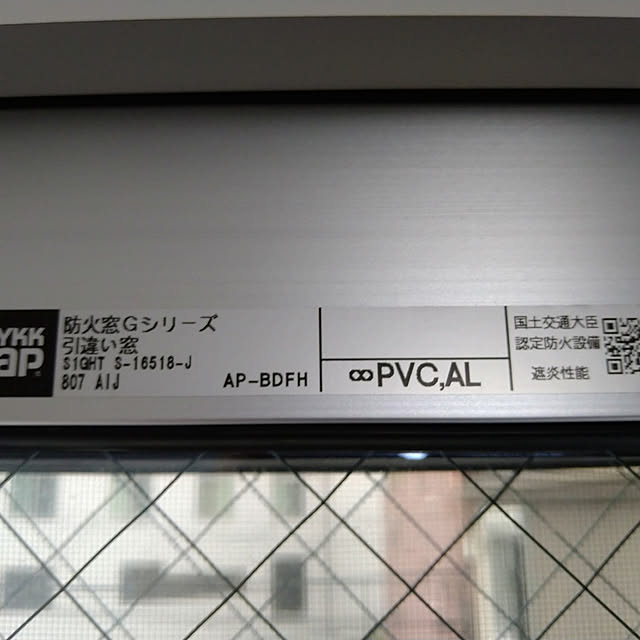 YKK
ap
防火窓Gシリーズ
引違い窓
S1GHT S-16518-J
807 AIJ
AP-BDFH
∞PVC,AL
国土交通大臣
認定防火設備
遮炎性能